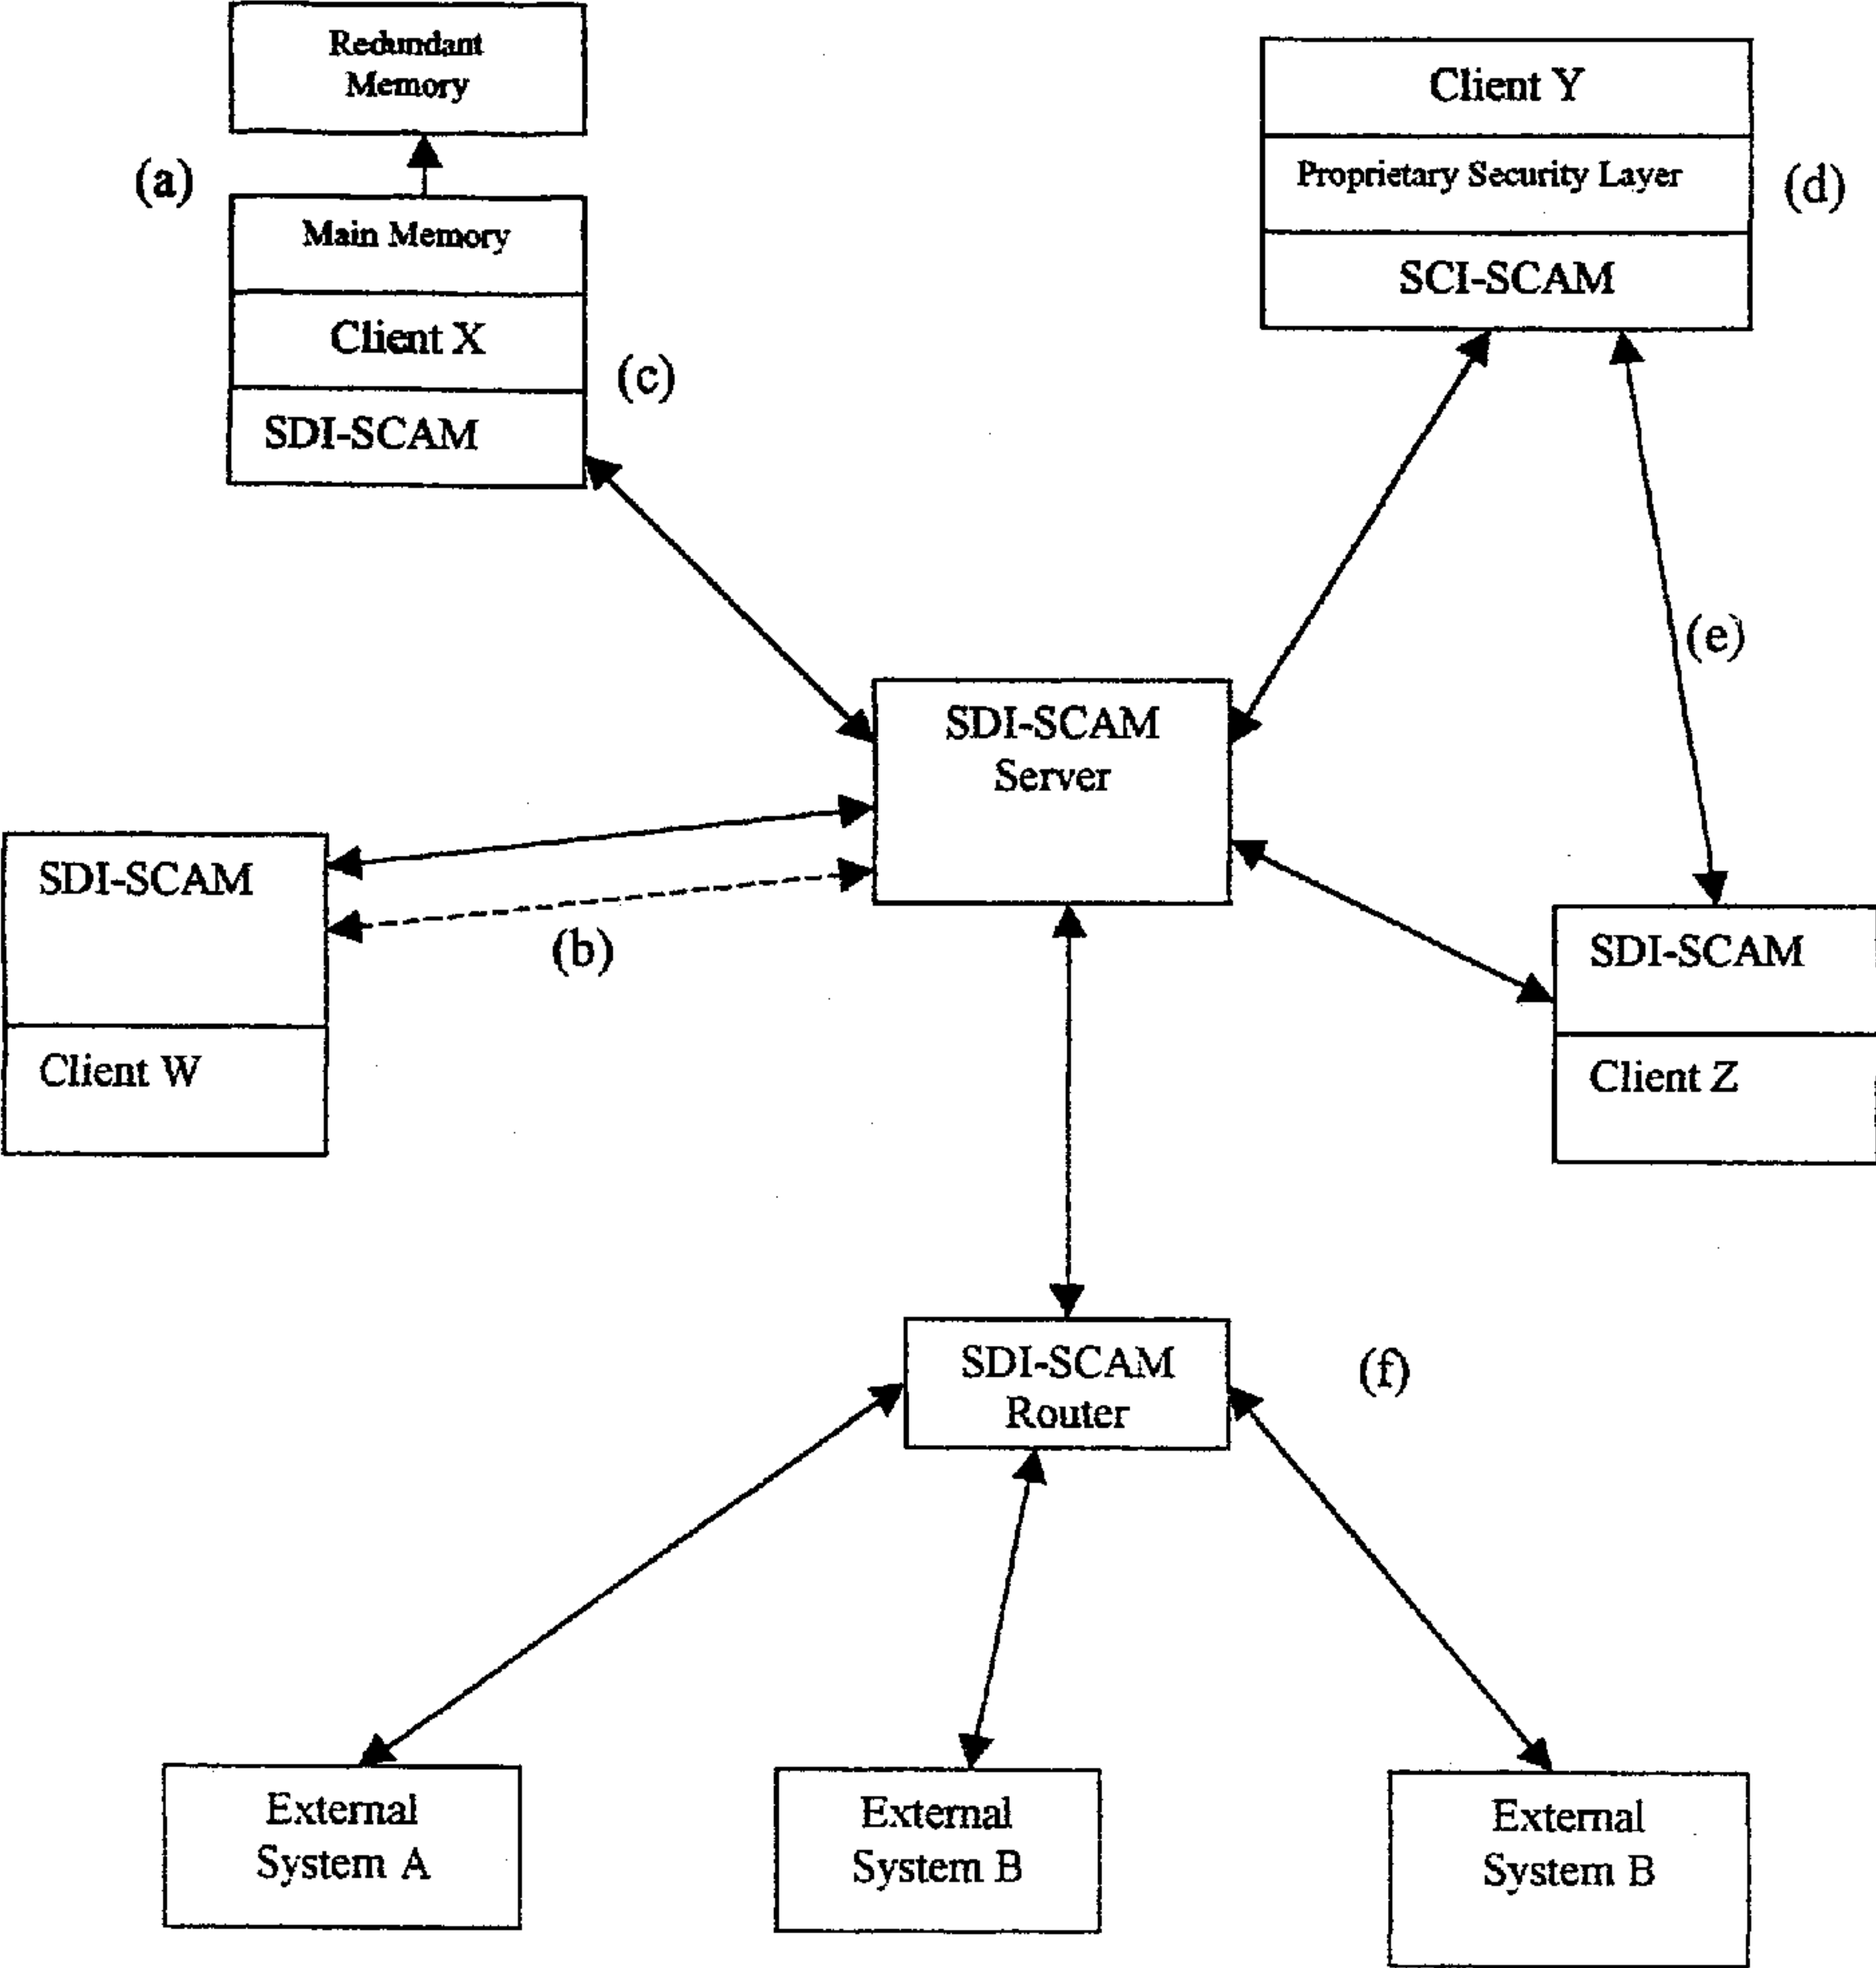 Redundant
Memory
(a)
Main Memory
Client X
(c)
SDI-SCAM
Client Y
Proprietary Security Layer
(d)
SCI-SCAM
(e)
SDI-SCAM
Server
SDI-SCAM
(b)
Client W
SDI-SCAM
Client Z
SDI-SCAM
Router
(f)
External
System A
External
System B
External
System B